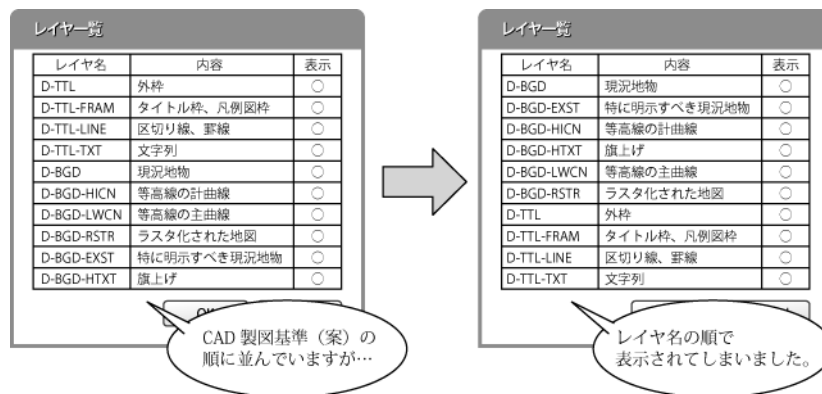 レイヤ一覧
レイヤ名 内容 表示
D-TTL 外枠 ○
D-TTL-FRAM タイトル枠、凡例図枠 ○
D-TTL-LINE 区切り線、罫線 ○
D-TTL-TXT 文字列 ○
D-BGD 現況地物 ○
D-BGD-HICN 等高線の計曲線 ○
D-BGD-LWCN 等高線の主曲線 ○
D-BGD-RSTR ラスタ化された地図 ○
D-BGD-EXST 特に明示すべき現況地物 ○
D-BGD-HTXT 旗上げ ○
CAD 製図基準（案）の
順に並んでいますが…
レイヤ一覧
レイヤ名 内容 表示
D-BGD 現況地物 ○
D-BGD-EXST 特に明示すべき現況地物 ○
D-BGD-HICN 等高線の計曲線 ○
D-BGD-HTXT 旗上げ ○
D-BGD-LWCN 等高線の主曲線 ○
D-BGD-RSTR ラスタ化された地図 ○
D-TTL 外枠 ○
D-TTL-FRAM タイトル枠、凡例図枠 ○
D-TTL-LINE 区切り線、罫線 ○
D-TTL-TXT 文字列 ○
レイヤ名の順で
表示されてしまいました。